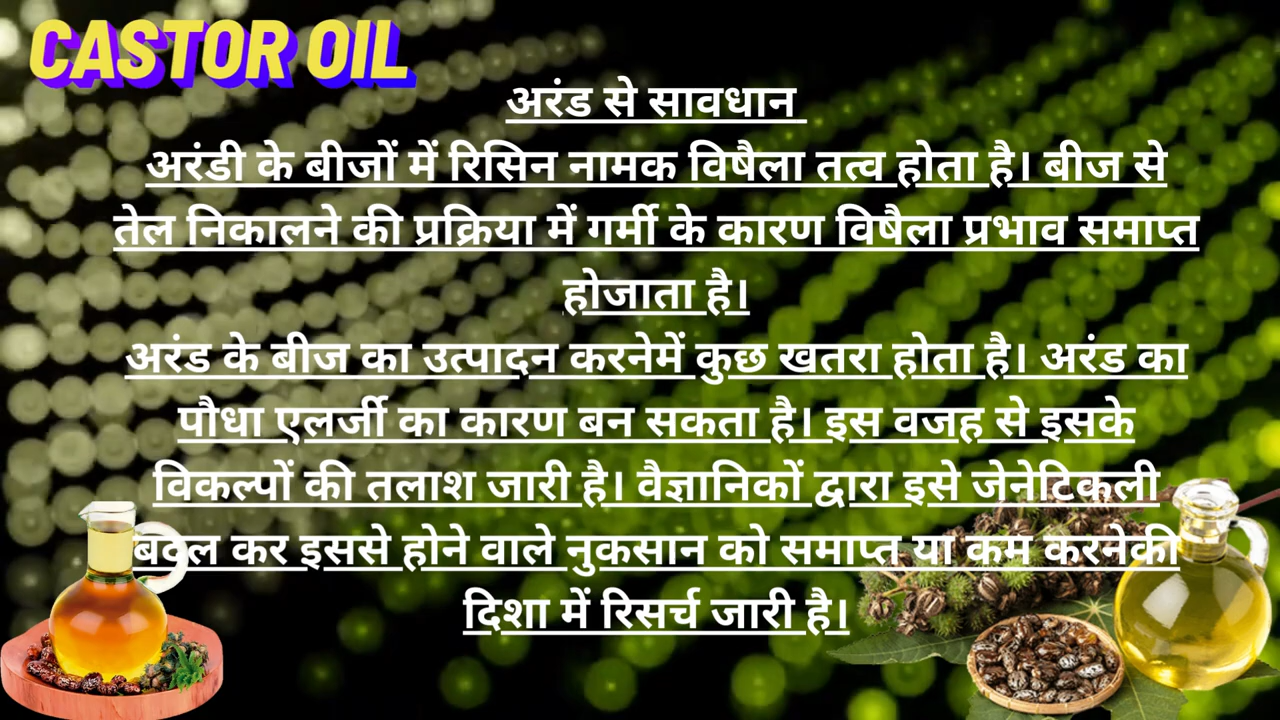 CASTOR OIL
अरंड से सावधान
अरंडी के बीजों में रिसिन नामक विषैला तत्व होता है। बीज से
तेल निकालने की प्रक्रिया में गर्मी के कारण विषैला प्रभाव समाप्त
होजाता है।
अरंड के बीज का उत्पादन करनेमें कुछ खतरा होता है। अरंड का
पौधा एलर्जी का कारण बन सकता है। इस वजह से इसके
विकल्पों की तलाश जारी है। वैज्ञानिकों द्वारा इसे जेनेटिकली
बदल कर इससे होने वाले नुकसान को समाप्त या कम करनेकी
दिशा में रिसर्च जारी है।